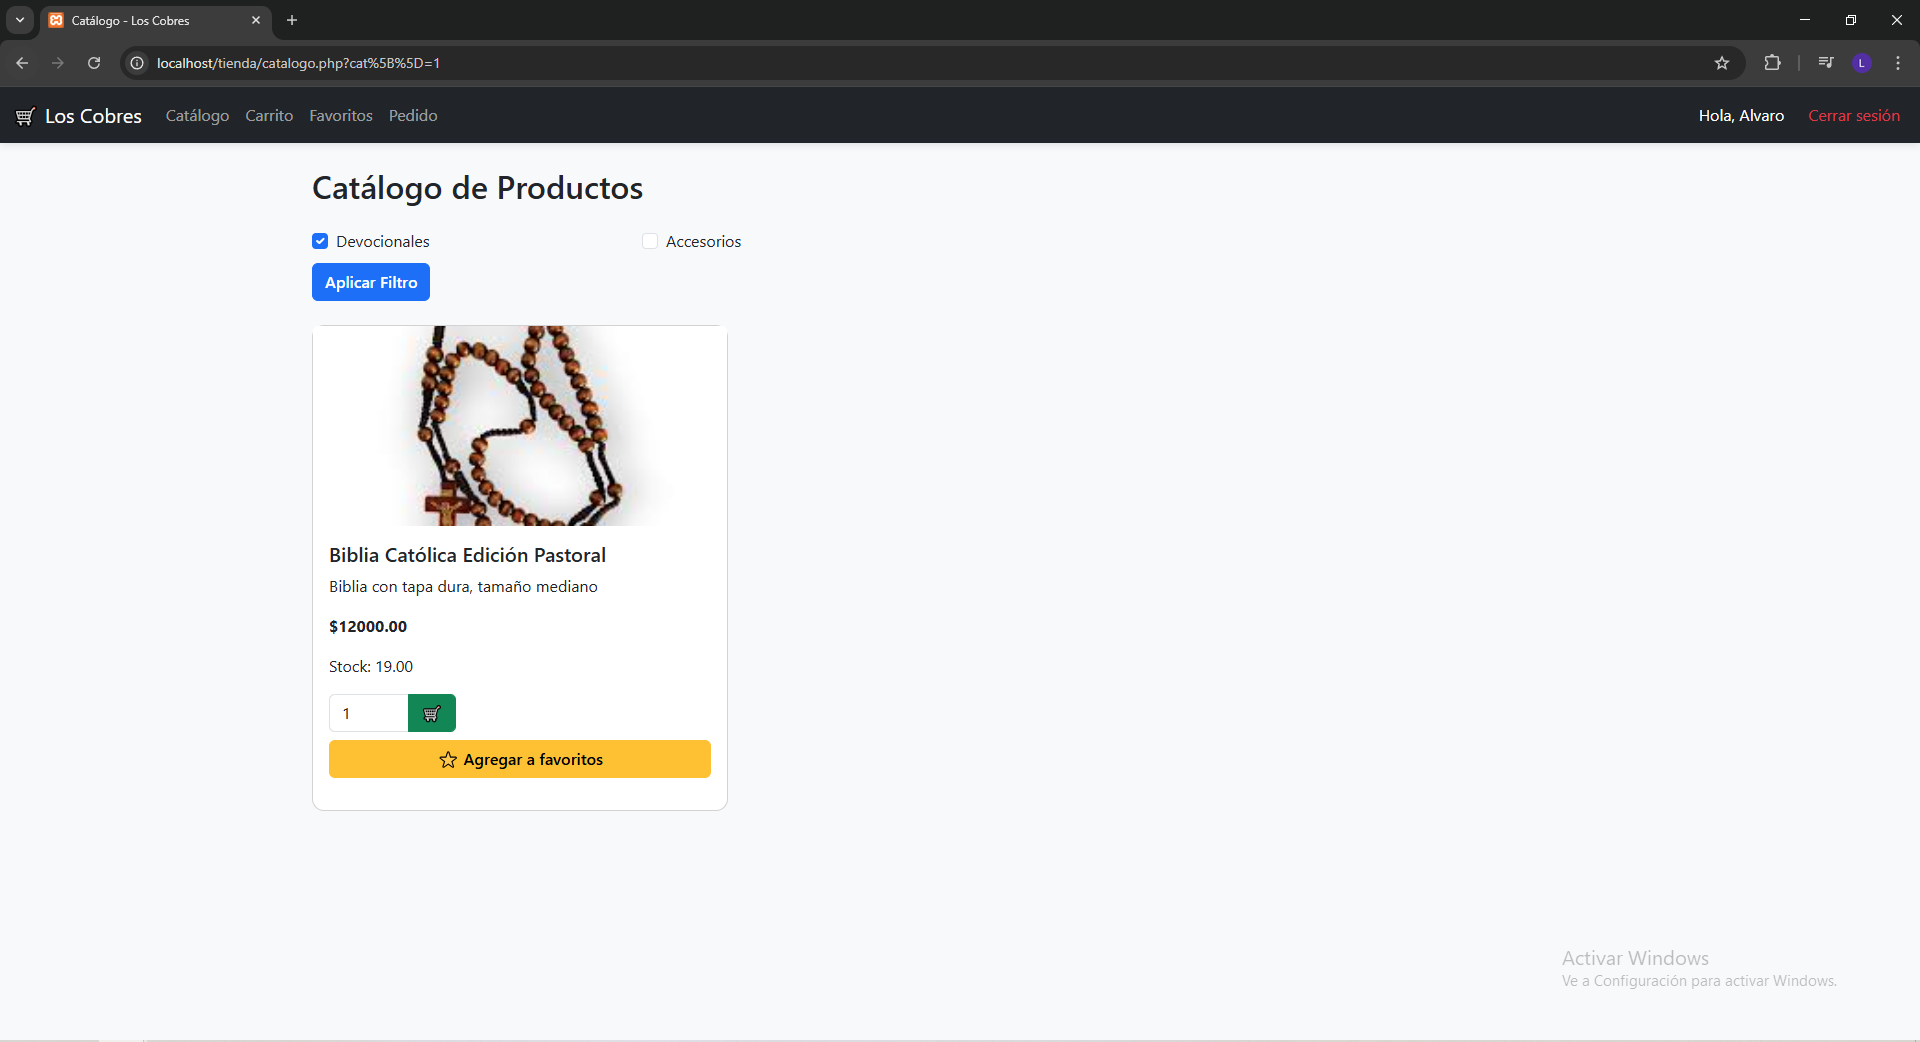 Catálogo - Los Cobres
localhost/tienda/catalogo.php?cat%5B%5D=1
L
Los Cobres Catálogo Carrito Favoritos Pedido Hola, Alvaro Cerrar sesión
Catálogo de Productos
Devocionales Accesorios
Aplicar Filtro
Biblia Católica Edición Pastoral
Biblia con tapa dura, tamaño mediano
$12000.00
Stock: 19.00
1
Agregar a favoritos
Activar Windows
Ve a Configuración para activar Windows.